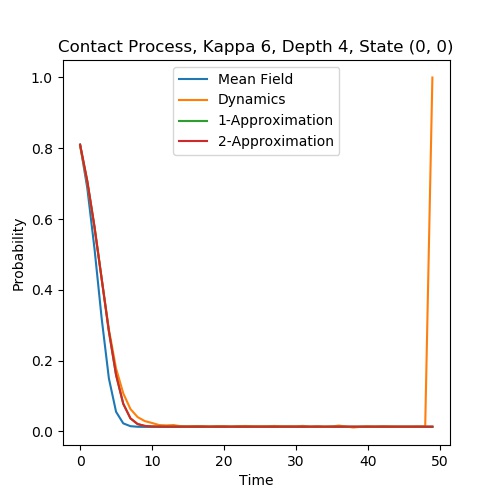 Contact Process, Kappa 6, Depth 4, State (0, 0)
Mean Field
Dynamics
1-Approximation
2-Approximation
1.0
0.8
0.6
0.4
0.2
0.0
Probability
0 10 20 30 40 50
Time